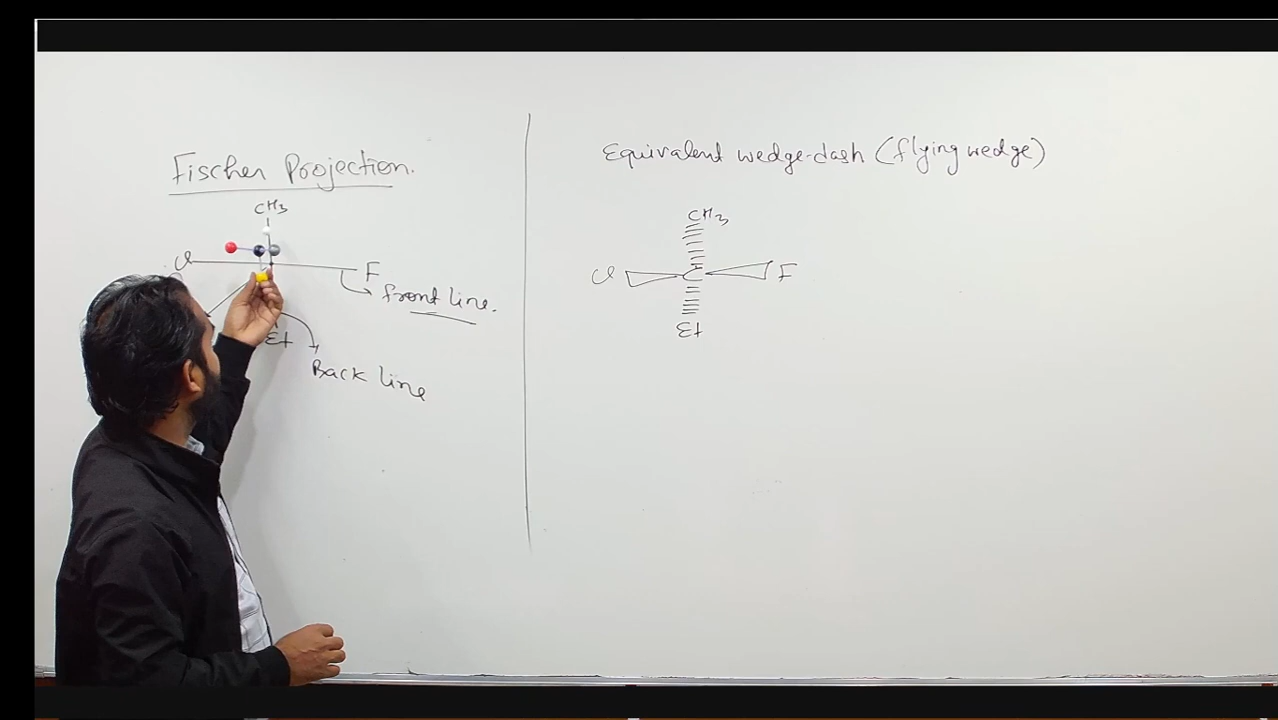 Fischer Projection.
CH3
Cl F
front line.
Et
Back line
Equivalent wedge-dash (flying wedge)
CH3
Cl C F
Et